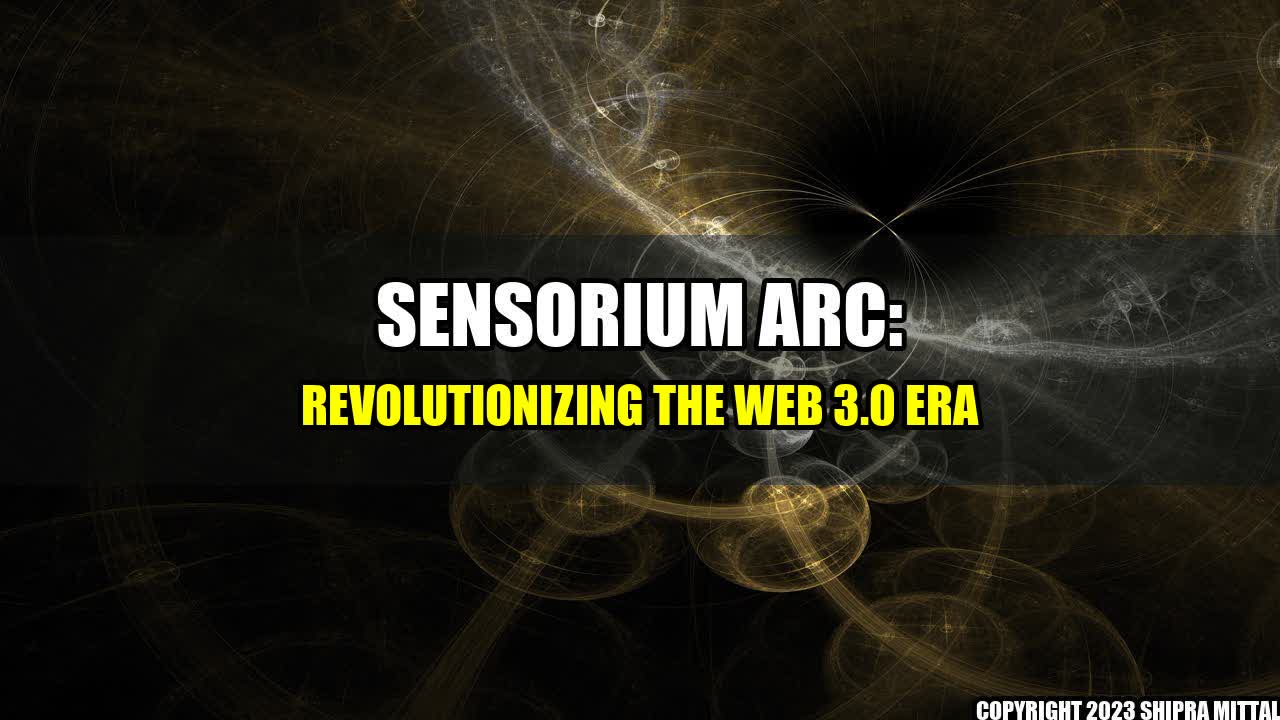 SENSORIUM ARC:
REVOLUTIONIZING THE WEB 3.0 ERA
COPYRIGHT 2023 SHIPRA MITTAL